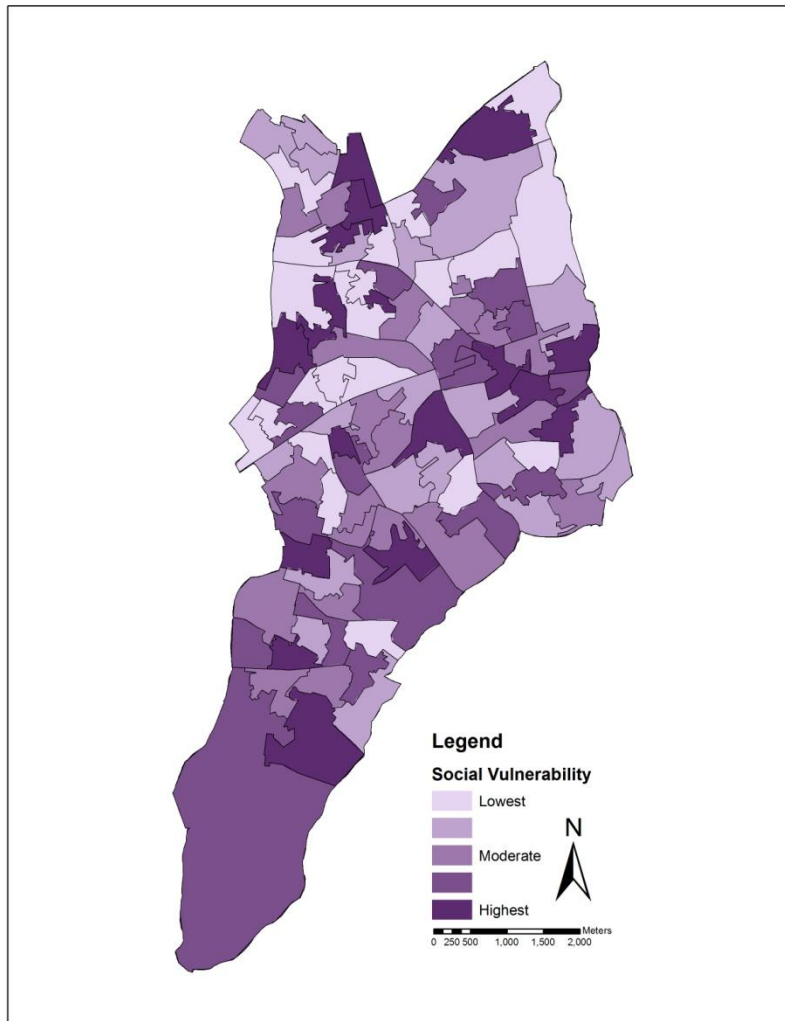 Legend
Social Vulnerability
Lowest
Moderate
Highest
N
Meters
0 250 500 1,000 1,500 2,000